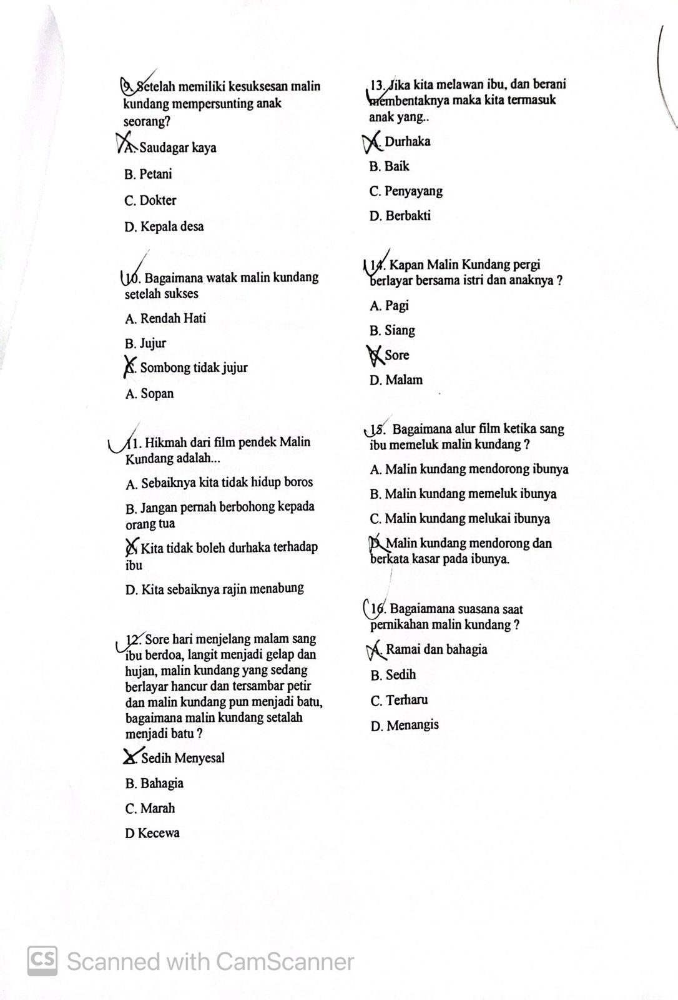 9. Setelah memiliki kesuksesan malin
kundang mempersunting anak
seorang?
A. Saudagar kaya
B. Petani
C. Dokter
D. Kepala desa
10. Bagaimana watak malin kundang
setelah sukses
A. Rendah Hati
B. Jujur
C. Sombong tidak jujur
A. Sopan
11. Hikmah dari film pendek Malin
Kundang adalah...
A. Sebaiknya kita tidak hidup boros
B. Jangan pernah berbohong kepada
orang tua
C. Kita tidak boleh durhaka terhadap
ibu
D. Kita sebaiknya rajin menabung
12. Sore hari menjelang malam sang
ibu berdoa, langit menjadi gelap dan
hujan, malin kundang yang sedang
berlayar hancur dan tersambar petir
dan malin kundang pun menjadi batu,
bagaimana malin kundang setalah
menjadi batu ?
A. Sedih Menyesal
B. Bahagia
C. Marah
D Kecewa
13. Jika kita melawan ibu, dan berani
membentaknya maka kita termasuk
anak yang..
A. Durhaka
B. Baik
C. Penyayang
D. Berbakti
14. Kapan Malin Kundang pergi
berlayar bersama istri dan anaknya ?
A. Pagi
B. Siang
C. Sore
D. Malam
15. Bagaimana alur film ketika sang
ibu memeluk malin kundang ?
A. Malin kundang mendorong ibunya
B. Malin kundang memeluk ibunya
C. Malin kundang melukai ibunya
D. Malin kundang mendorong dan
berkata kasar pada ibunya.
16. Bagaiamana suasana saat
pernikahan malin kundang ?
A. Ramai dan bahagia
B. Sedih
C. Terharu
D. Menangis
CS Scanned with CamScanner